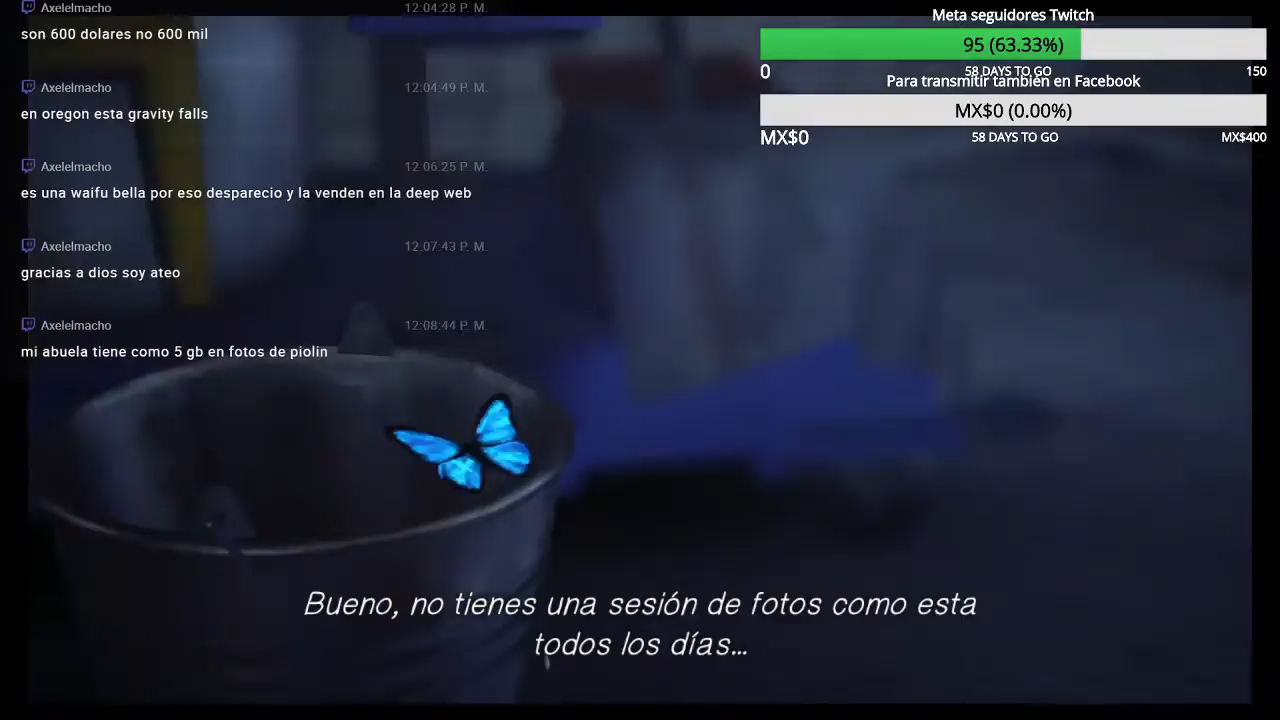 Axelelmacho 12:04:28 P. M.
son 600 dolares no 600 mil
Axelelmacho 12:04:49 P. M.
en oregon esta gravity falls
Axelelmacho 12:06:25 P. M.
es una waifu bella por eso desparecio y la venden en la deep web
Axelelmacho 12:07:43 P. M.
gracias a dios soy ateo
Axelelmacho 12:08:44 P. M.
mi abuela tiene como 5 gb en fotos de piolin
Meta seguidores Twitch
95 (63.33%)
0 58 DAYS TO GO 150
Para transmitir también en Facebook
MX$0 (0.00%)
MX$0 58 DAYS TO GO MX$400
Bueno, no tienes una sesión de fotos como esta
todos los días...